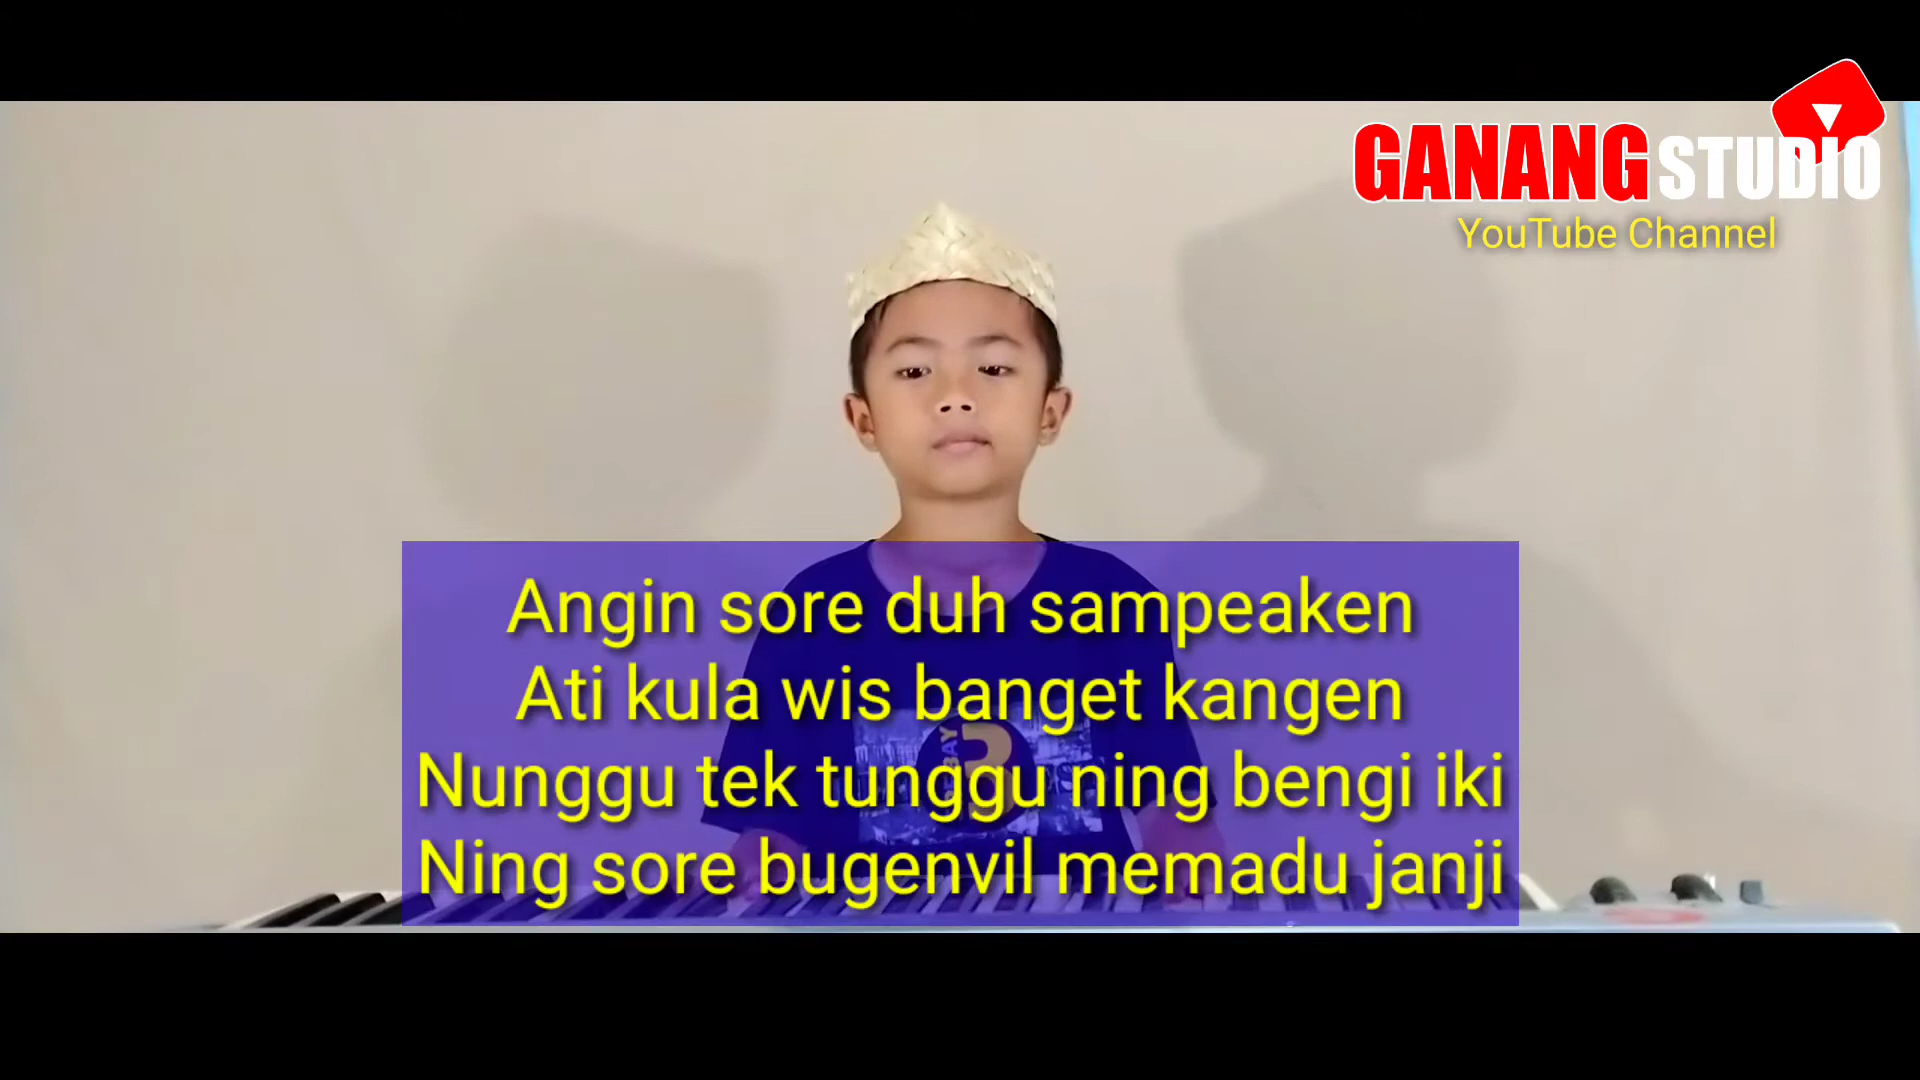 GANANG STUDIO
YouTube Channel
Angin sore duh sampeaken
Ati kula wis banget kangen
Nunggu tek tunggu ning bengi iki
Ning sore bugenvil memadu janji